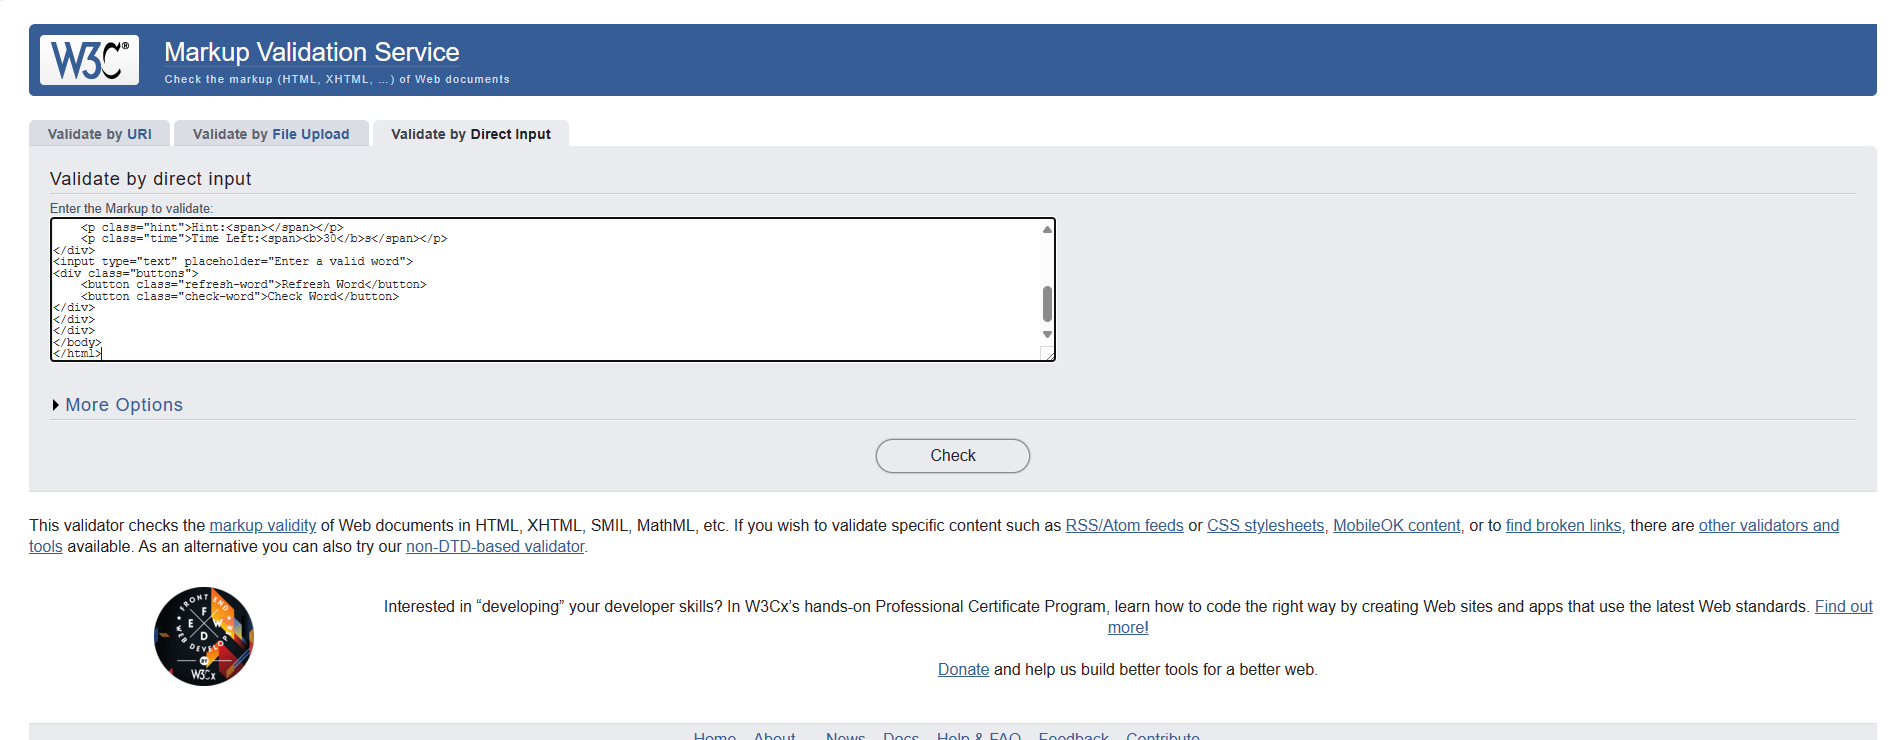 W3C®
Markup Validation Service
Check the markup (HTML, XHTML, …) of Web documents
Validate by URI
Validate by File Upload
Validate by Direct Input
Validate by direct input
Enter the Markup to validate:
<p class="hint">Hint:<span></span></p>
<p class="time">Time Left:<span><b>30</b>s</span></p>
</div>
<input type="text" placeholder="Enter a valid word">
<div class="buttons">
<button class="refresh-word">Refresh Word</button>
<button class="check-word">Check Word</button>
</div>
</div>
</div>
</body>
</html>
More Options
Check
This validator checks the markup validity of Web documents in HTML, XHTML, SMIL, MathML, etc. If you wish to validate specific content such as RSS/Atom feeds or CSS stylesheets, MobileOK content, or to find broken links, there are other validators and
tools available. As an alternative you can also try our non-DTD-based validator.
FRONT END
F E W D
WEB DEVELOPER
BY
W3Cx
Interested in “developing” your developer skills? In W3Cx’s hands-on Professional Certificate Program, learn how to code the right way by creating Web sites and apps that use the latest Web standards. Find out
more!
Donate and help us build better tools for a better web.
Home About... News Docs Help & FAQ Feedback Contribute